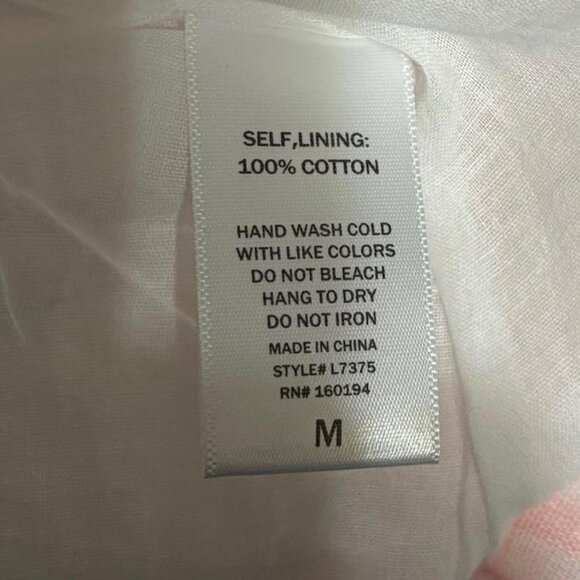 SELF,LINING:
100% COTTON
HAND WASH COLD
WITH LIKE COLORS
DO NOT BLEACH
HANG TO DRY
DO NOT IRON
MADE IN CHINA
STYLE# L7375
RN# 160194
M